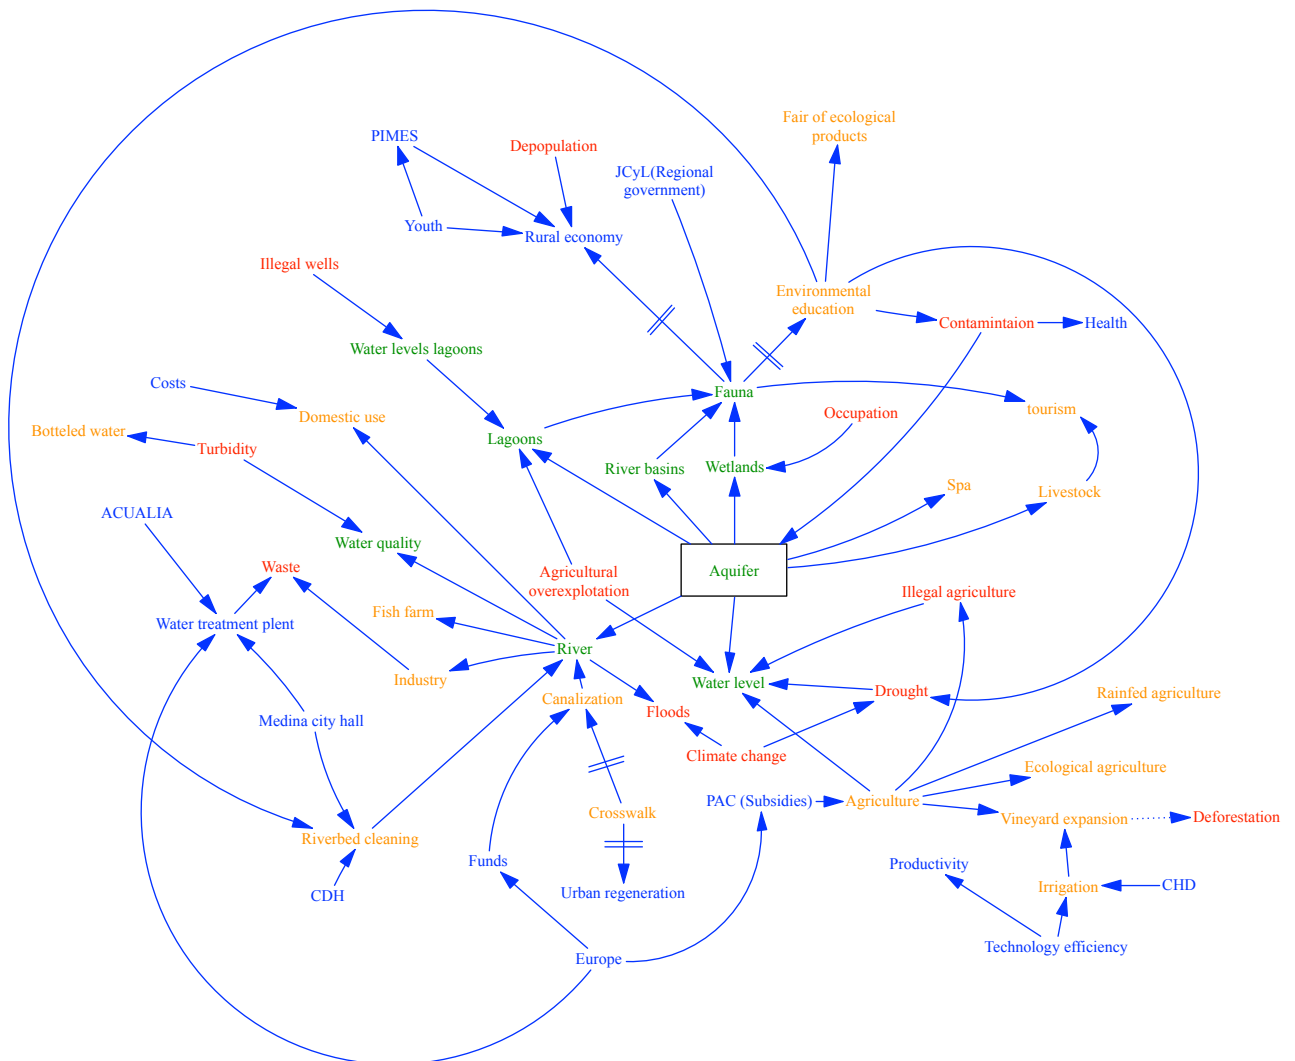 Fair of ecological
products
PIMES
Depopulation
JCyL(Regional
government)
Youth
Rural economy
Illegal wells
Environmental
education
Contamintaion
Health
Water levels lagoons
Costs
Fauna
Domestic use
tourism
Occupation
Botteled water
Turbidity
Lagoons
River basins
Wetlands
Spa
Livestock
ACUALIA
Water quality
Waste
Agricultural
overexplotation
Aquifer
Illegal agriculture
Fish farm
Water treatment plent
River
Industry
Water level
Canalization
Drought
Rainfed agriculture
Floods
Medina city hall
Climate change
Ecological agriculture
PAC (Subsidies)
Agriculture
Crosswalk
Vineyard expansion
Deforestation
Riverbed cleaning
Funds
Productivity
CDH
Urban regeneration
Irrigation
CHD
Technology efficiency
Europe